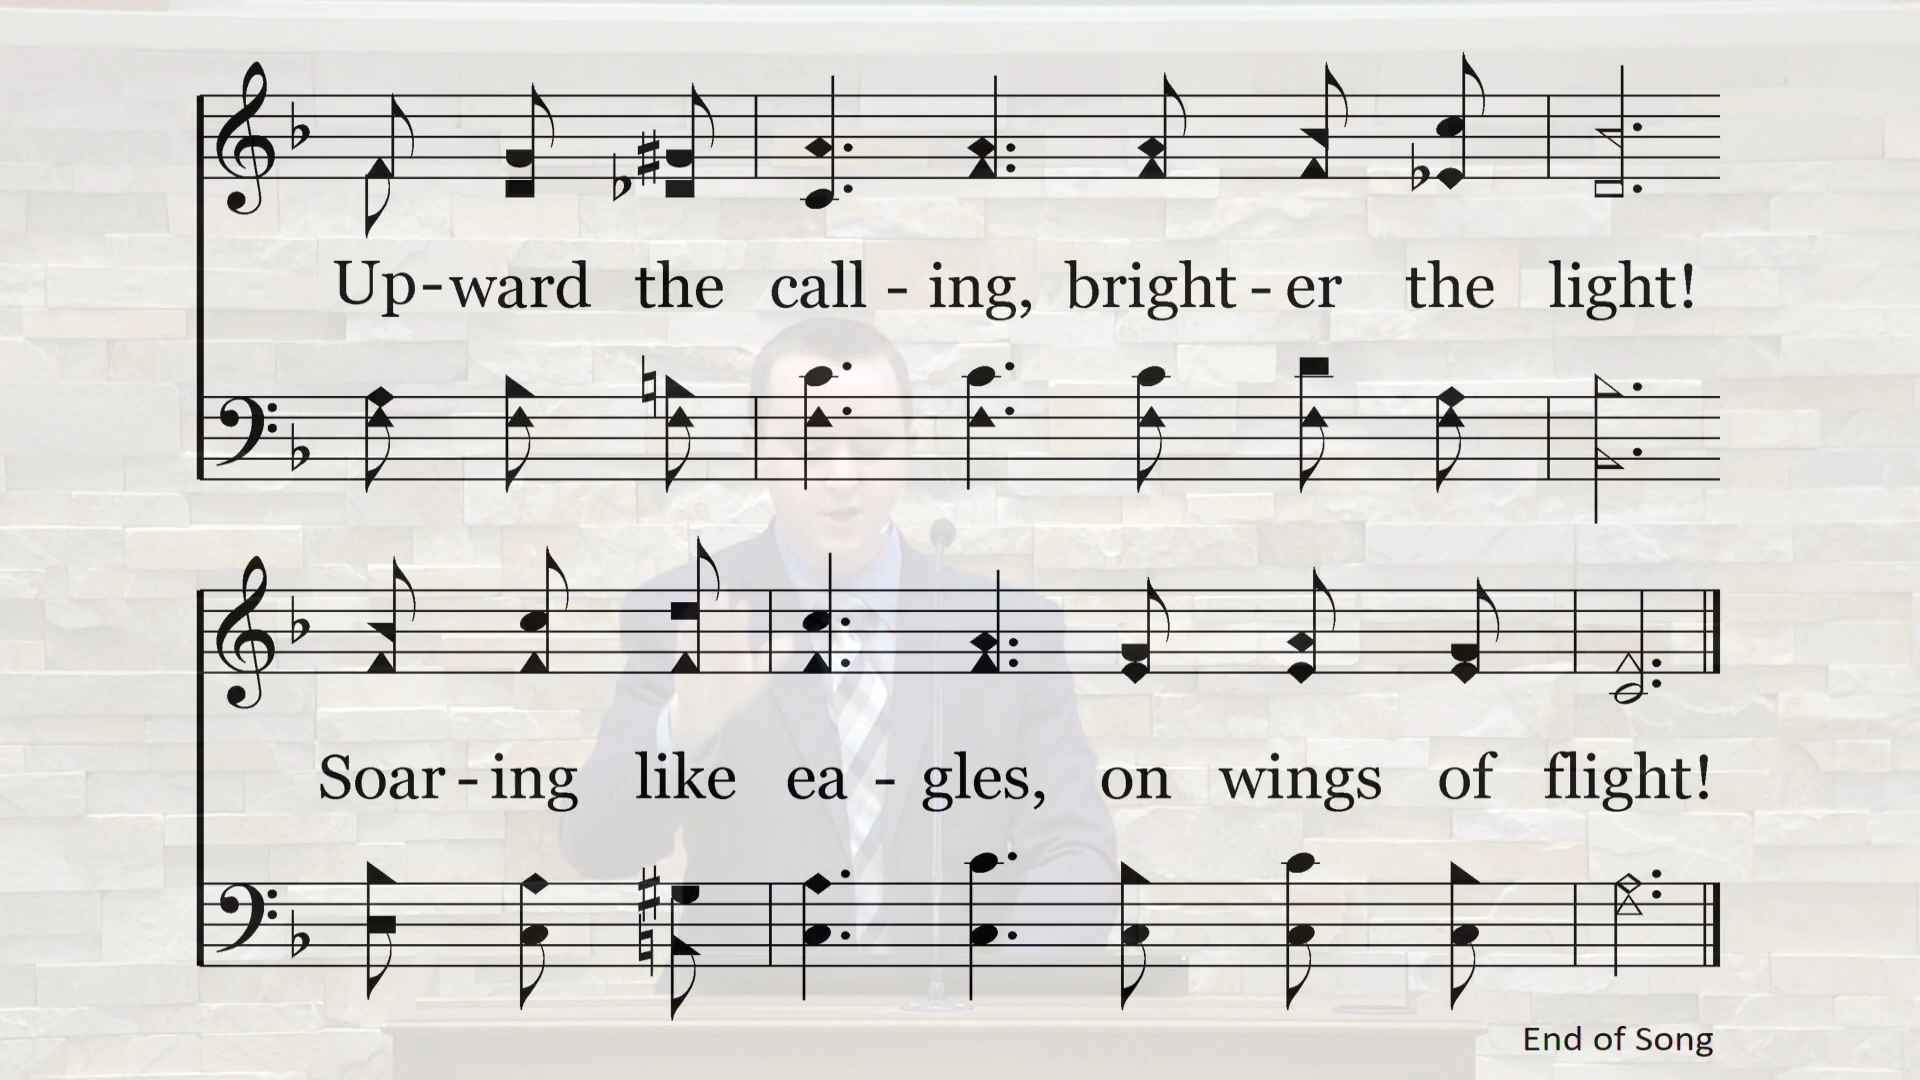 Up-ward the call - ing, bright - er the light!
Soar - ing like ea - gles, on wings of flight!
End of Song